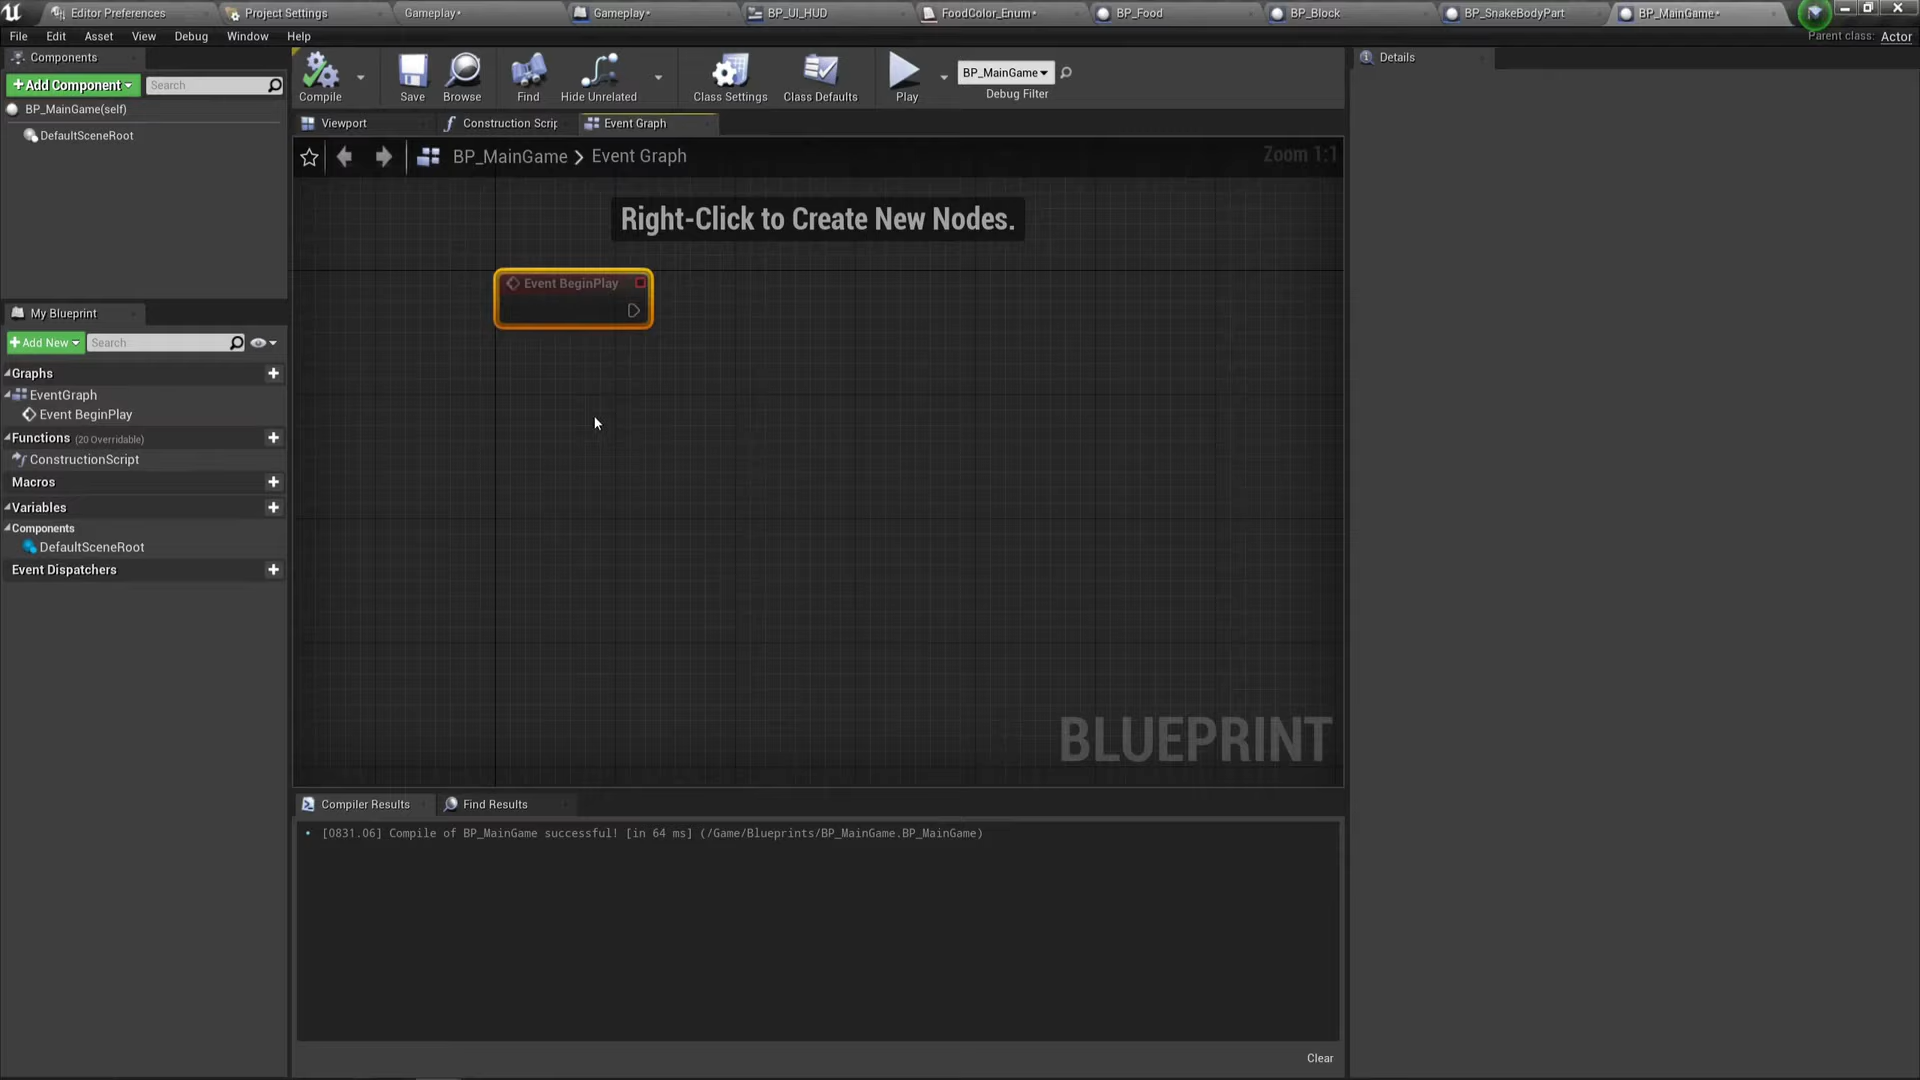 Editor Preferences
Project Settings
Gameplay•
Gameplay•
BP_UI_HUD
FoodColor_Enum•
BP_Food
BP_Block
BP_SnakeBodyPart
BP_MainGame•
File Edit Asset View Debug Window Help
Parent class: Actor
Components
+Add Component
Search
BP_MainGame(self)
DefaultSceneRoot
Compile
Save
Browse
Find
Hide Unrelated
Class Settings
Class Defaults
Play
BP_MainGame
Debug Filter
Details
Viewport
Construction Scrip
Event Graph
BP_MainGame > Event Graph
Zoom 1:1
Right-Click to Create New Nodes.
Event BeginPlay
BLUEPRINT
My Blueprint
+Add New
Search
Graphs
EventGraph
Event BeginPlay
Functions (20 Overridable)
ConstructionScript
Macros
Variables
Components
DefaultSceneRoot
Event Dispatchers
Compiler Results
Find Results
• [0831.06] Compile of BP_MainGame successful! [in 64 ms] (/Game/Blueprints/BP_MainGame.BP_MainGame)
Clear